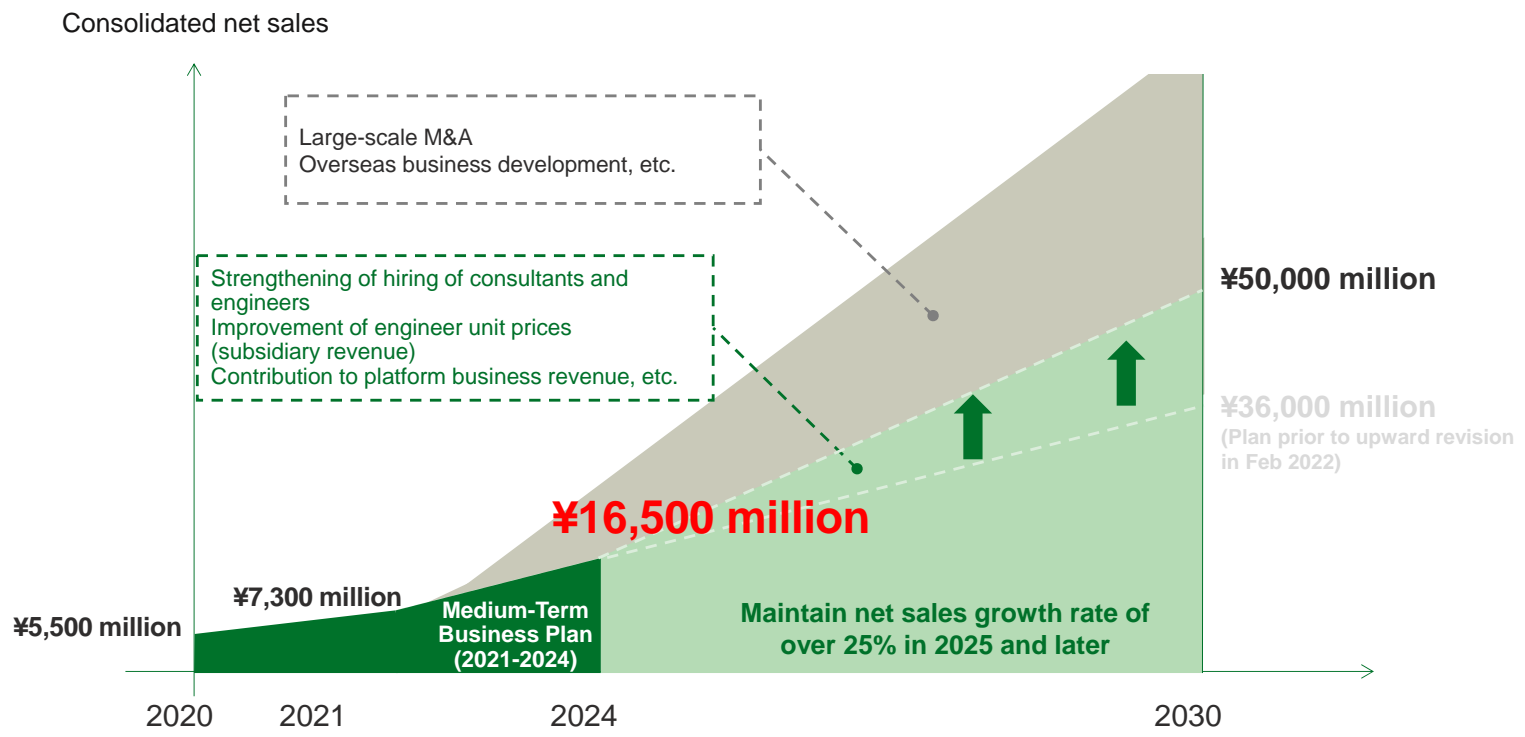 Consolidated net sales
Large-scale M&A
Overseas business development, etc.
Strengthening of hiring of consultants and
engineers
Improvement of engineer unit prices
(subsidiary revenue)
Contribution to platform business revenue, etc.
¥50,000 million
¥36,000 million
(Plan prior to upward revision
in Feb 2022)
¥16,500 million
¥7,300 million
¥5,500 million
Medium-Term
Business Plan
(2021-2024)
Maintain net sales growth rate of
over 25% in 2025 and later
2020
2021
2024
2030